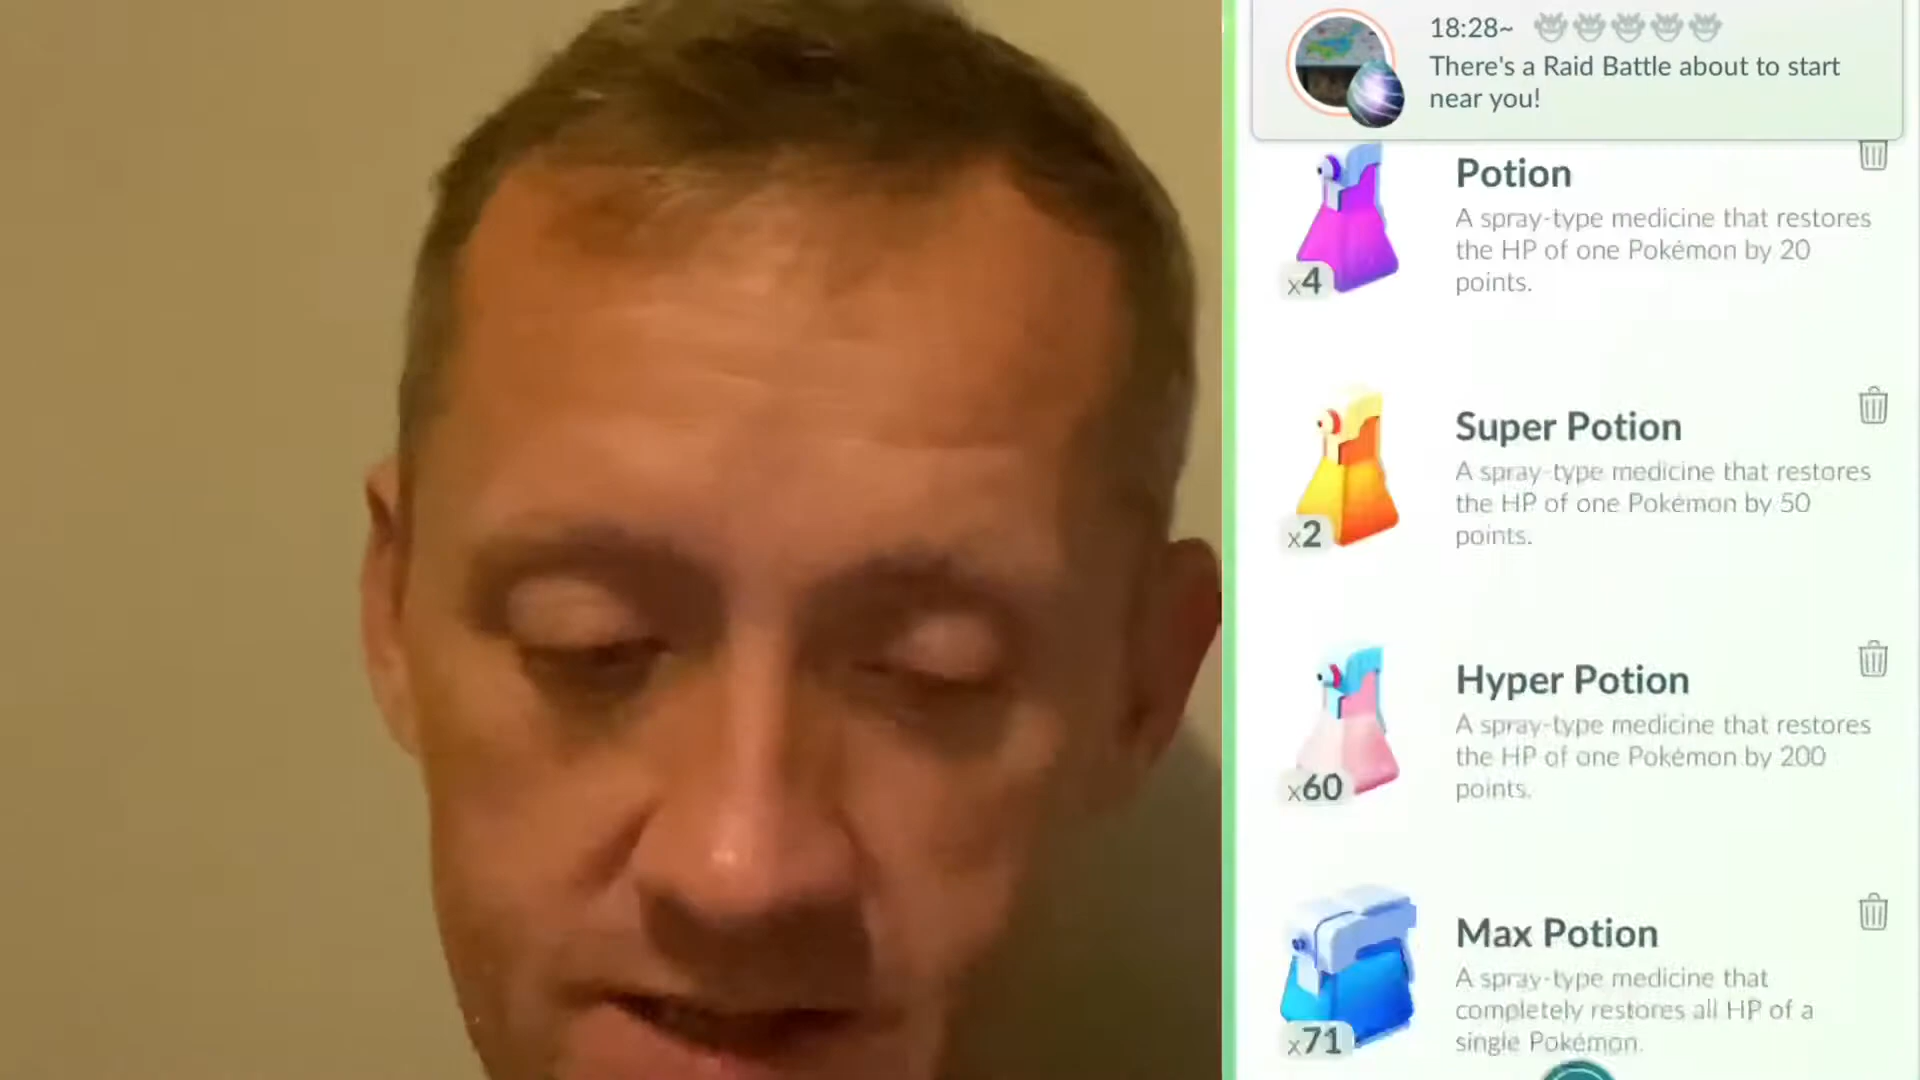 18:28~
There's a Raid Battle about to start
near you!
Potion
A spray-type medicine that restores
the HP of one Pokémon by 20
points.
x4
Super Potion
A spray-type medicine that restores
the HP of one Pokémon by 50
points.
x2
Hyper Potion
A spray-type medicine that restores
the HP of one Pokémon by 200
points.
x60
Max Potion
A spray-type medicine that
completely restores all HP of a
single Pokémon.
x71